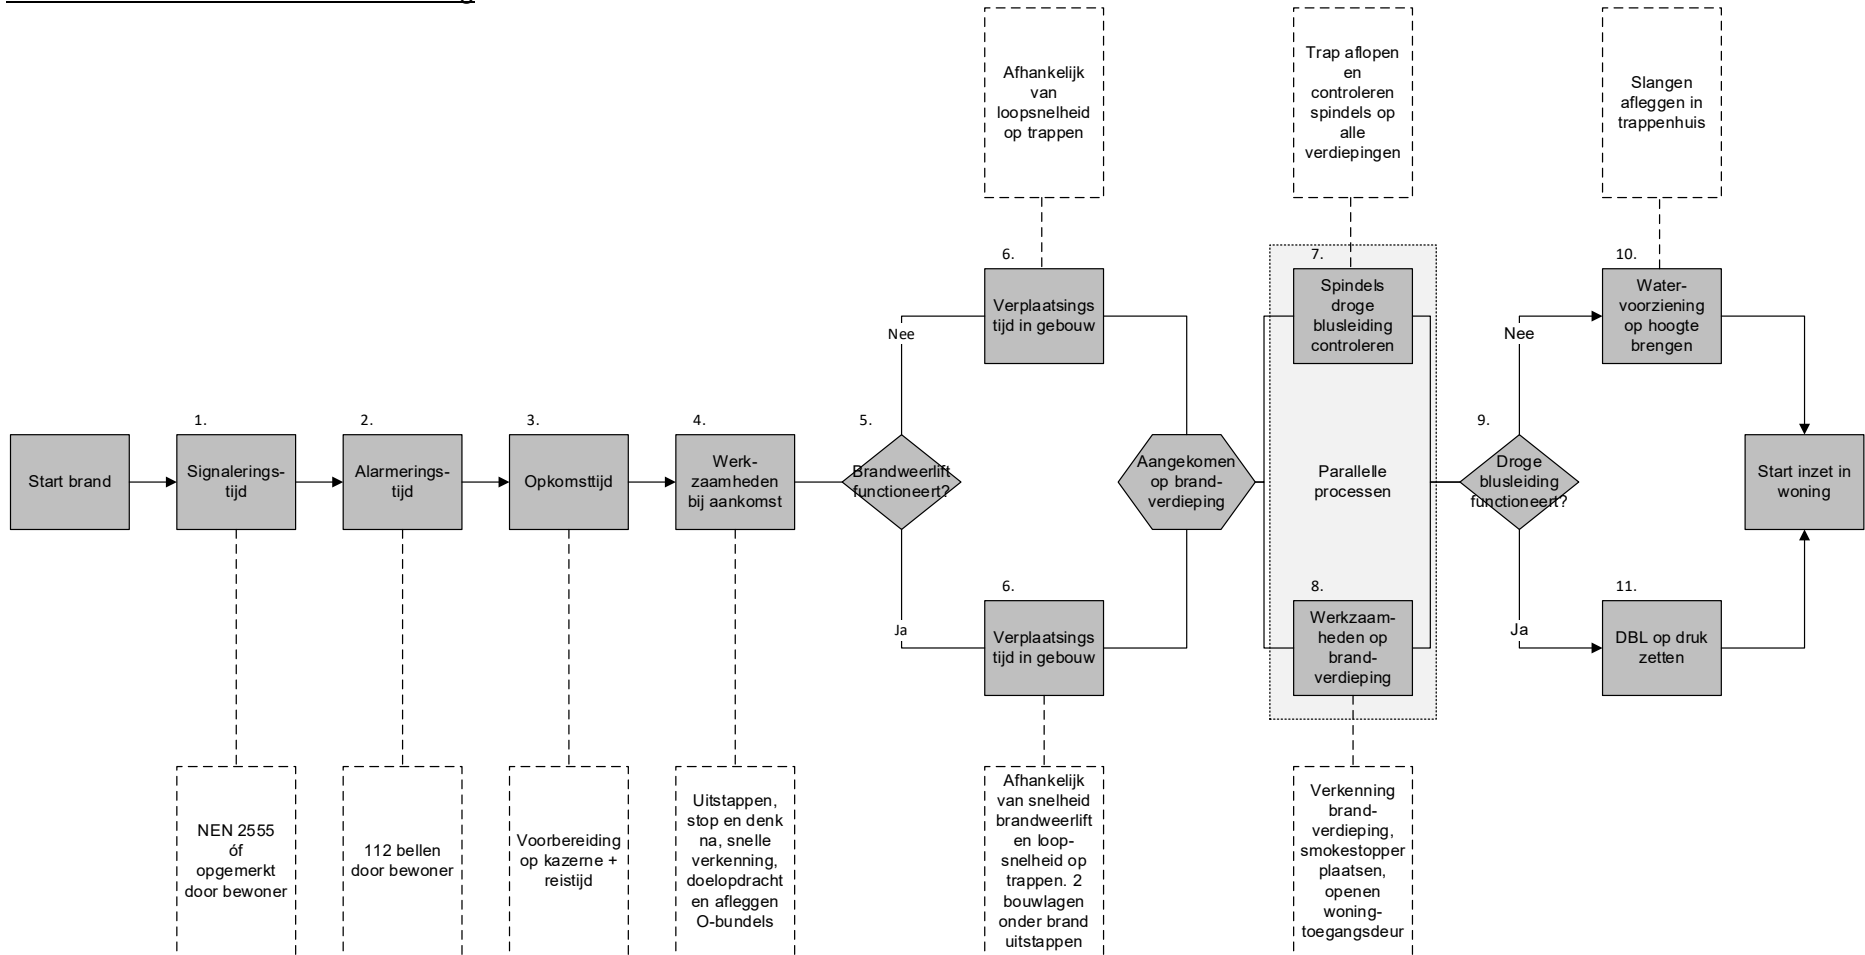 Afhankelijk
van
loopsnelheid
op trappen
Trap aflopen
en
controleren
spindels op
alle
verdiepingen
Slangen
afleggen in
trappenhuis
6.
Verplaatsings
tijd in gebouw
7.
Spindels
droge
blusleiding
controleren
10.
Water-
voorziening
op hoogte
brengen
Nee
Nee
Start brand
1.
Signalerings-
tijd
2.
Alarmerings-
tijd
3.
Opkomsttijd
4.
Werk-
zaamheden
bij aankomst
5.
Brandweerlift
functioneert?
Aangekomen
op brand-
verdieping
Parallelle
processen
9.
Droge
blusleiding
functioneert?
Start inzet in
woning
Ja
6.
Verplaatsings
tijd in gebouw
8.
Werkzaam-
heden op
brand-
verdieping
Ja
11.
DBL op druk
zetten
NEN 2555
óf
opgemerkt
door bewoner
112 bellen
door bewoner
Voorbereiding
op kazerne +
reistijd
Uitstappen,
stop en denk
na, snelle
verkenning,
doelopdracht
en afleggen
O-bundels
Afhankelijk
van snelheid
brandweerlift
en loop-
snelheid op
trappen. 2
bouwlagen
onder brand
uitstappen
Verkenning
brand-
verdieping,
smokestopper
plaatsen,
openen
woning-
toegangsdeur